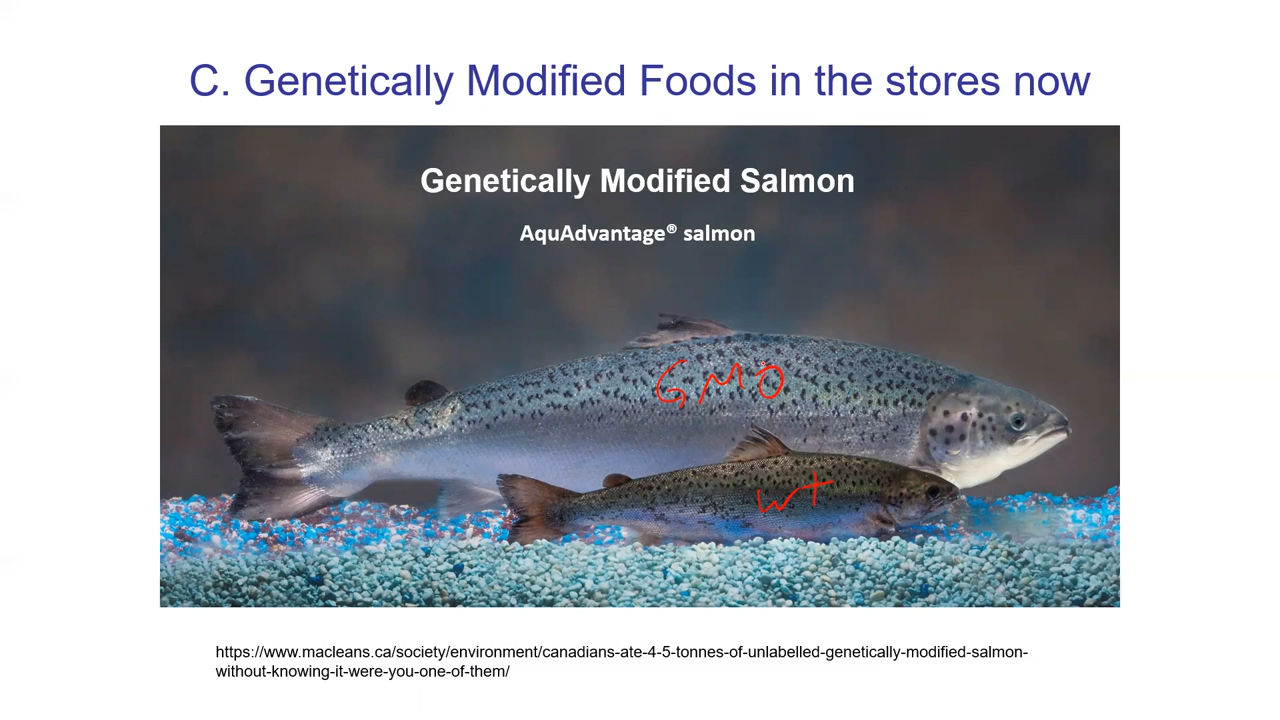 C. Genetically Modified Foods in the stores now
Genetically Modified Salmon
AquAdvantage® salmon
GMO
wt
https://www.macleans.ca/society/environment/canadians-ate-4-5-tonnes-of-unlabelled-genetically-modified-salmon-
without-knowing-it-were-you-one-of-them/